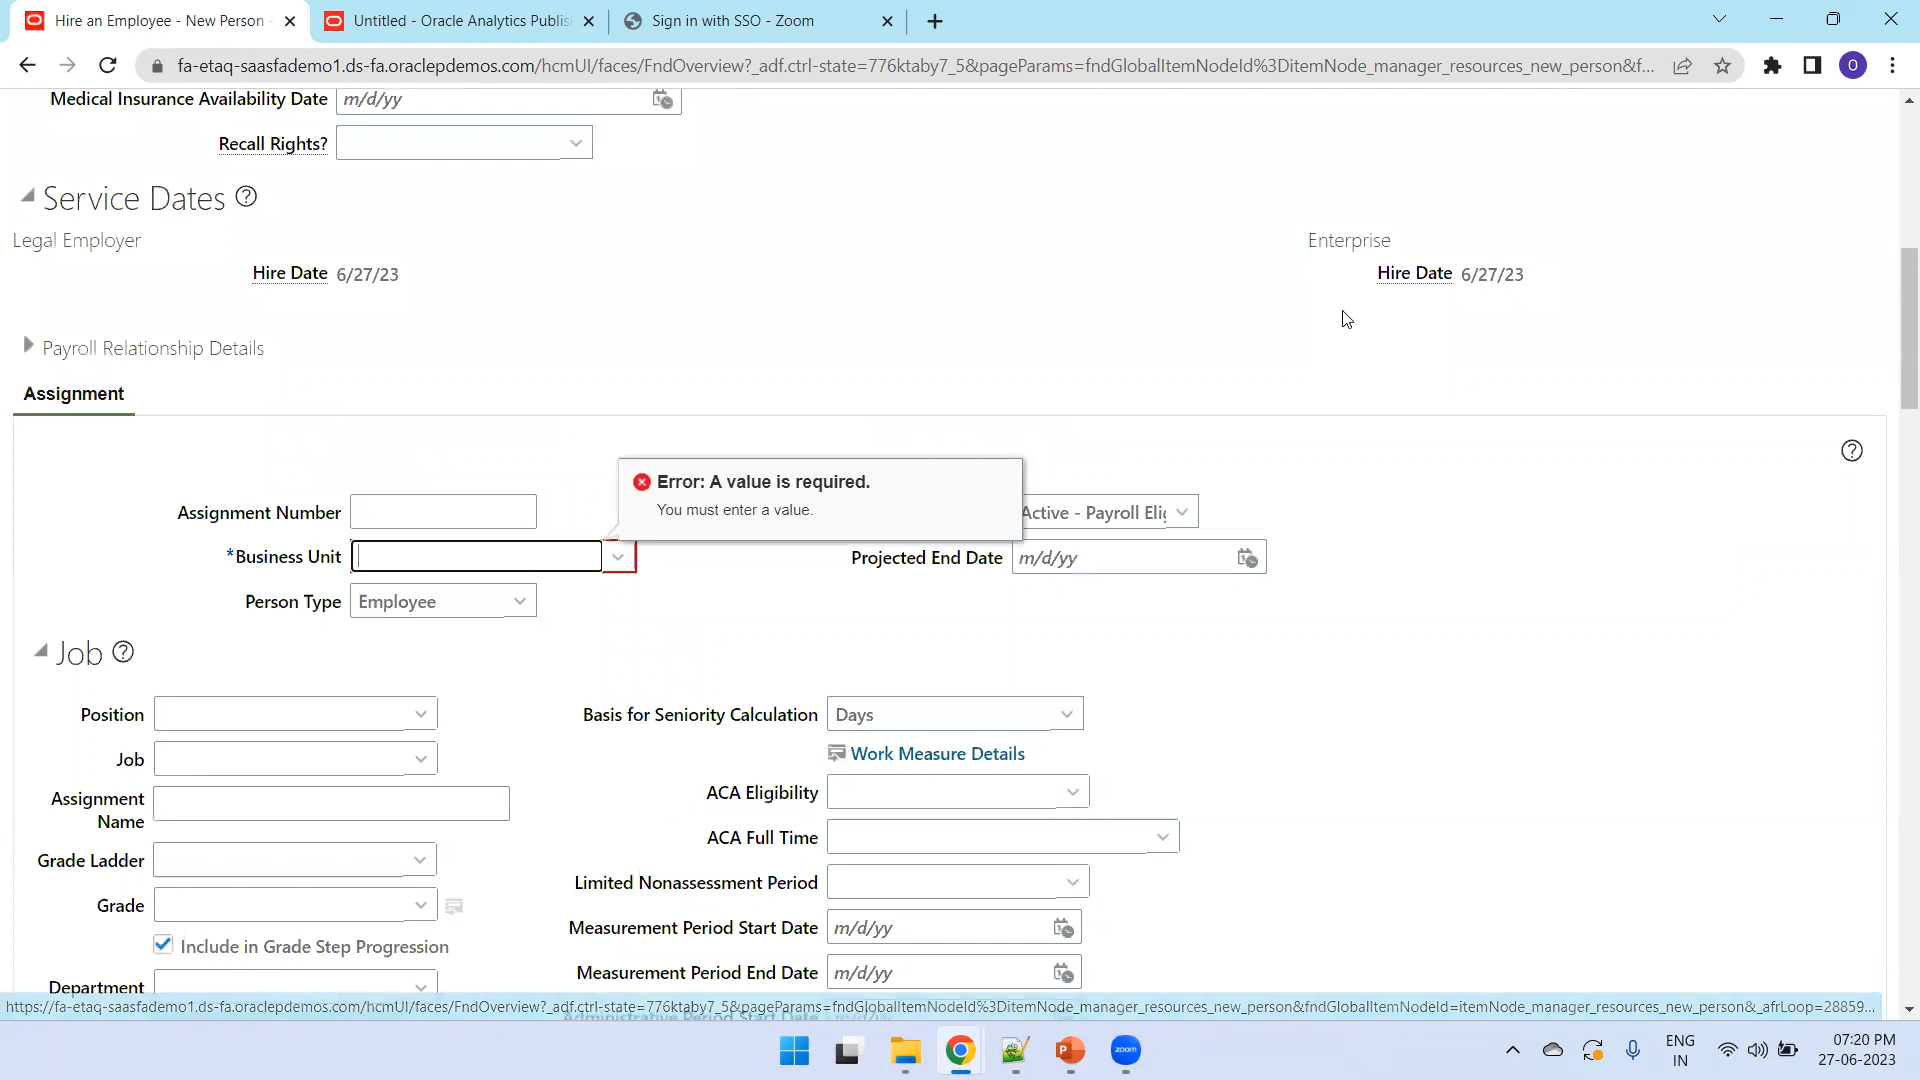 Hire an Employee - New Person -
Untitled - Oracle Analytics Publis
Sign in with SSO - Zoom
fa-etaq-saasfademo1.ds-fa.oraclepdemos.com/hcmUI/faces/FndOverview?_adf.ctrl-state=776ktaby7_5&pageParams=fndGlobalItemNodeId%3DitemNode_manager_resources_new_person&f...
O
Medical Insurance Availability Date m/d/yy
Recall Rights?
Service Dates
Legal Employer
Enterprise
Hire Date 6/27/23
Hire Date 6/27/23
Payroll Relationship Details
Assignment
Error: A value is required.
You must enter a value.
Assignment Number
Active - Payroll Elig
*Business Unit
Projected End Date m/d/yy
Person Type Employee
Job
Position
Basis for Seniority Calculation Days
Work Measure Details
Job
ACA Eligibility
Assignment
Name
ACA Full Time
Grade Ladder
Limited Nonassessment Period
Grade
Measurement Period Start Date m/d/yy
Include in Grade Step Progression
Measurement Period End Date m/d/yy
Department
https://fa-etaq-saasfademo1.ds-fa.oraclepdemos.com/hcmUI/faces/FndOverview?_adf.ctrl-state=776ktaby7_5&pageParams=fndGlobalItemNodeId%3DitemNode_manager_resources_new_person&fndGlobalItemNodeId=itemNode_manager_resources_new_person&_afrLoop=28859...
Administrative Period Start Date m/d/yy
zoom
ENG
IN
07:20 PM
27-06-2023